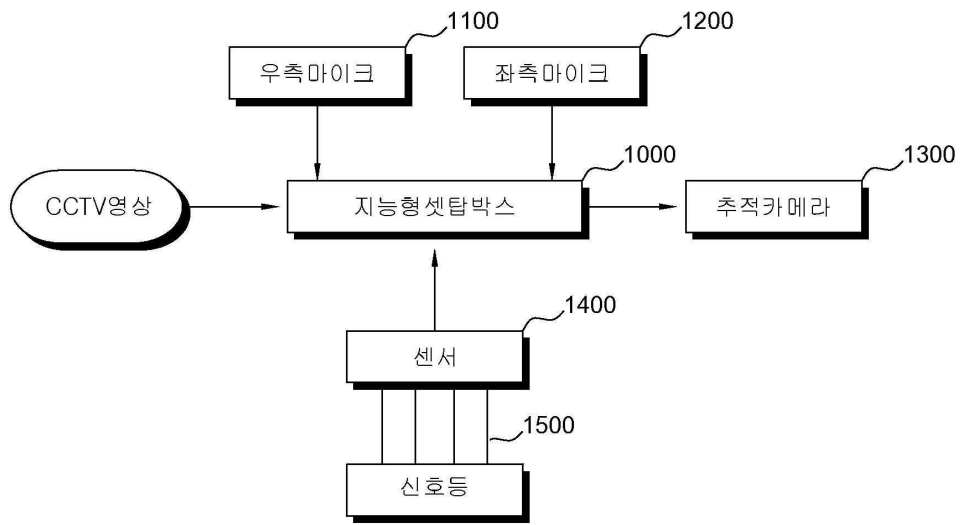 1100
1200
우측마이크
좌측마이크
1000
1300
CCTV영상
지능형셋탑박스
추적카메라
1400
센서
1500
신호등